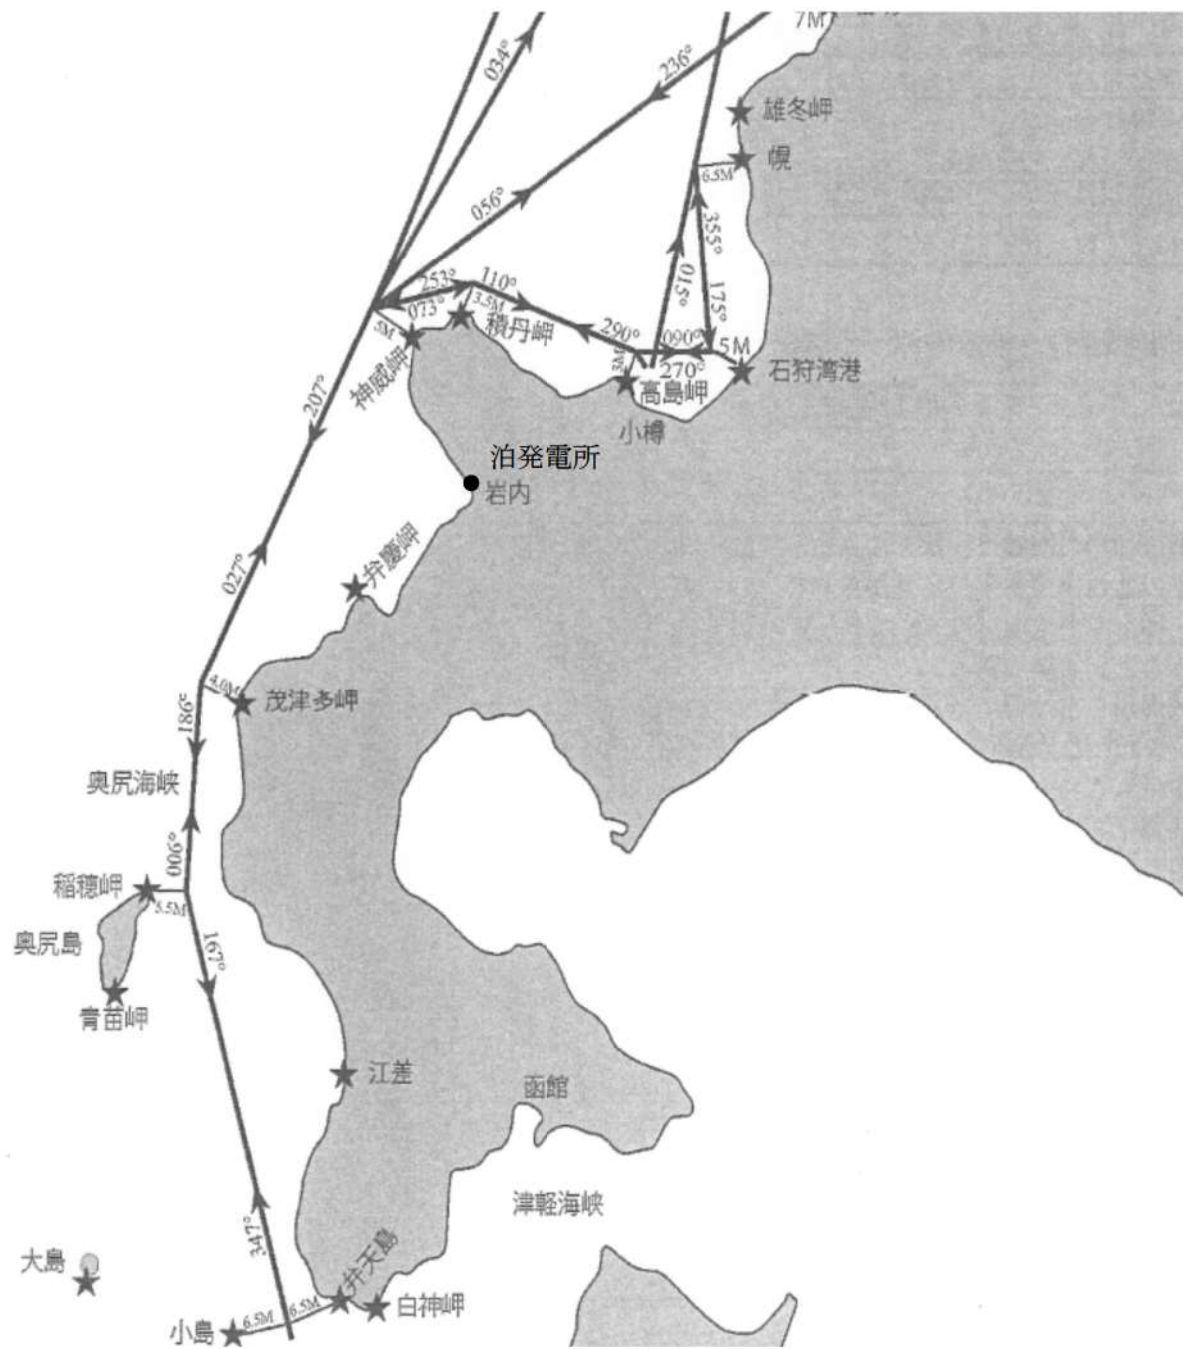 7M
034°
236°
雄冬岬
幌
6.5M
056°
355°
015°
175°
253°
110°
073°
3.5M
5M
積丹岬
神威岬
290°
090°
5M
3M
270°
石狩湾港
高島岬
小樽
207°
泊発電所
岩内
027°
弁慶岬
4.0M
茂津多岬
186°
奥尻海峡
006°
稲穂岬
5.5M
奥尻島
167°
青苗岬
江差
函館
津軽海峡
347°
大島
弁天島
6.5M
6.5M
白神岬
小島